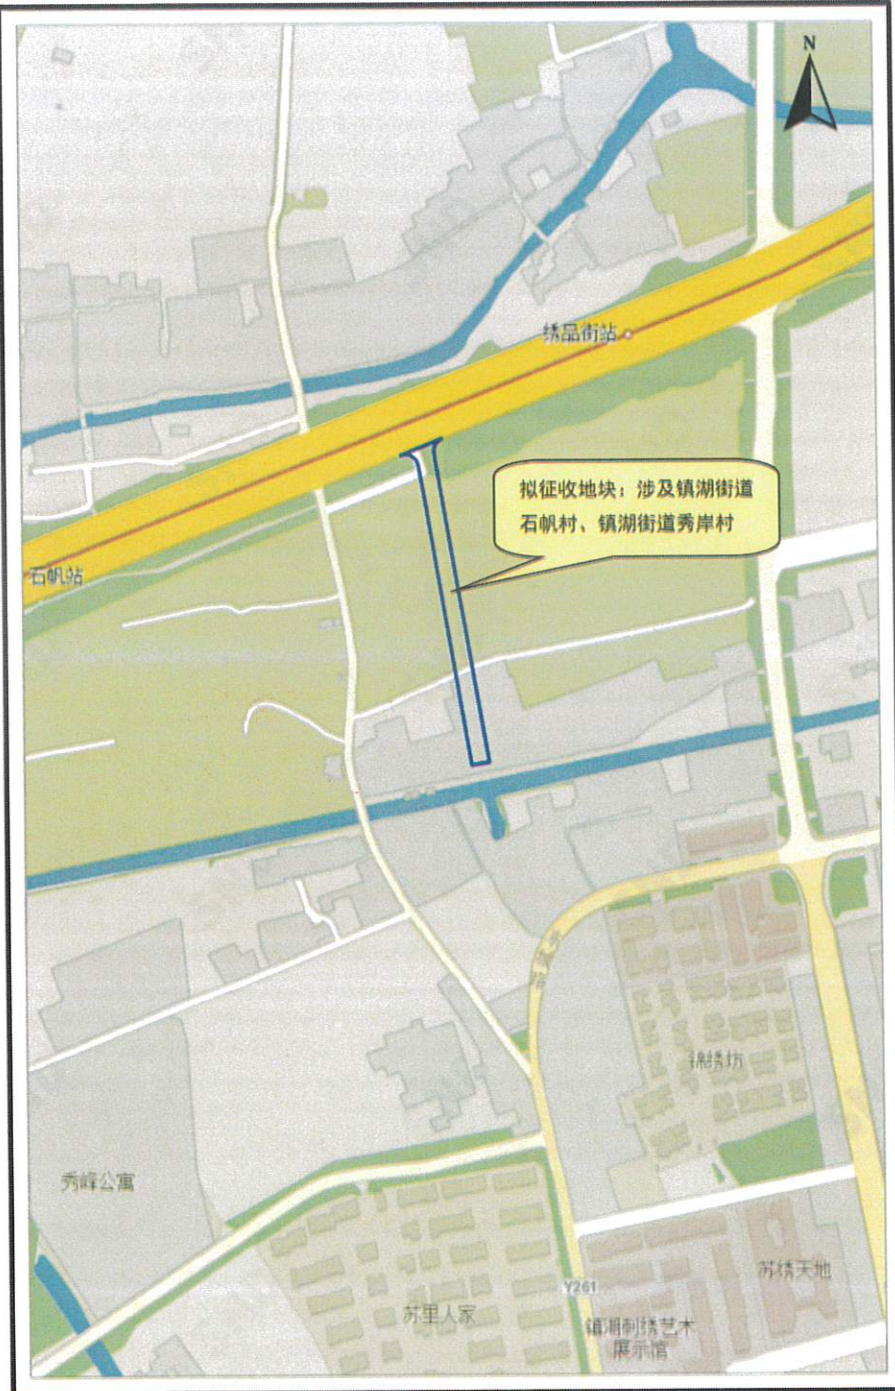 N
绣品街站
拟征收地块：涉及镇湖街道
石帆村、镇湖街道秀岸村
石帆站
锦绣坊
秀峰公寓
苏绣天地
Y261
苏里人家
镇湖刺绣艺术
展示馆